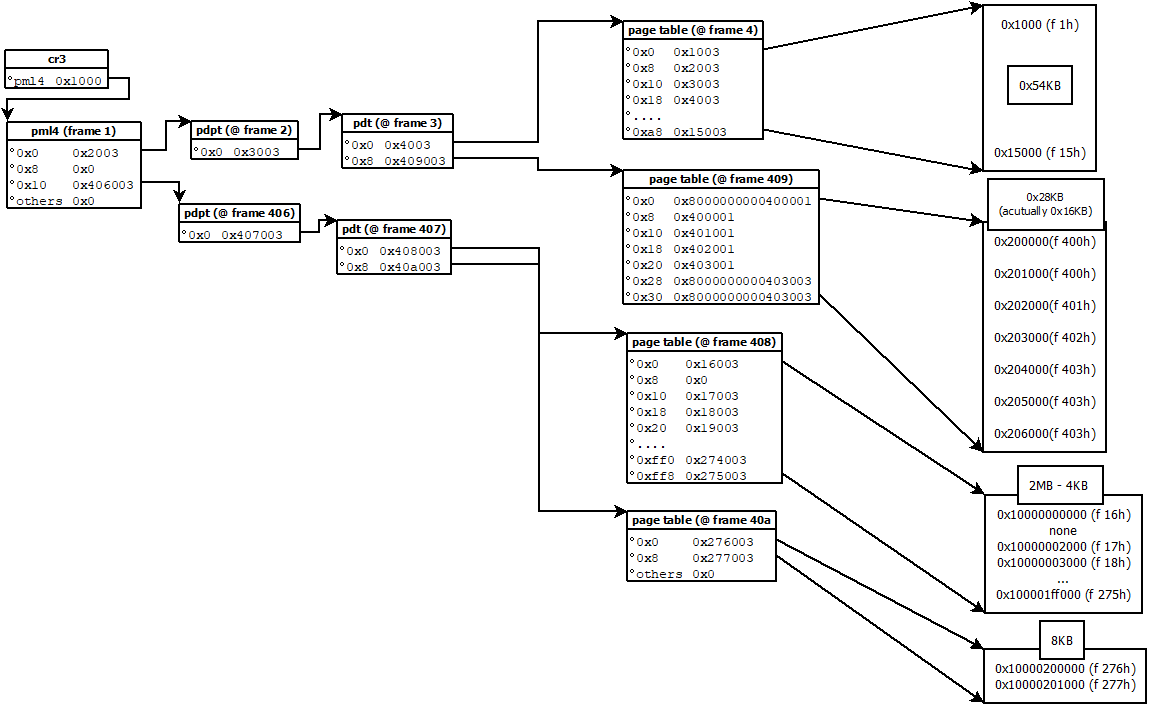 cr3
pml4 0x1000
pml4 (frame 1)
0x0 0x2003
0x8 0x0
0x10 0x406003
others 0x0
pdpt (@ frame 2)
0x0 0x3003
pdt (@ frame 3)
0x0 0x4003
0x8 0x409003
pdpt (@ frame 406)
0x0 0x407003
pdt (@ frame 407)
0x0 0x408003
0x8 0x40a003
page table (@ frame 4)
0x0 0x1003
0x8 0x2003
0x10 0x3003
0x18 0x4003
....
0xa8 0x15003
page table (@ frame 409)
0x0 0x8000000000400001
0x8 0x400001
0x10 0x401001
0x18 0x402001
0x20 0x403001
0x28 0x8000000000403003
0x30 0x8000000000403003
page table (@ frame 408)
0x0 0x16003
0x8 0x0
0x10 0x17003
0x18 0x18003
0x20 0x19003
....
0xff0 0x274003
0xff8 0x275003
page table (@ frame 40a
0x0 0x276003
0x8 0x277003
others 0x0
0x1000 (f 1h)
0x54KB
0x15000 (f 15h)
0x28KB
(acutually 0x16KB)
0x200000(f 400h)
0x201000(f 400h)
0x202000(f 401h)
0x203000(f 402h)
0x204000(f 403h)
0x205000(f 403h)
0x206000(f 403h)
2MB - 4KB
0x10000000000 (f 16h)
none
0x10000002000 (f 17h)
0x10000003000 (f 18h)
...
0x100001ff000 (f 275h)
8KB
0x10000200000 (f 276h)
0x10000201000 (f 277h)